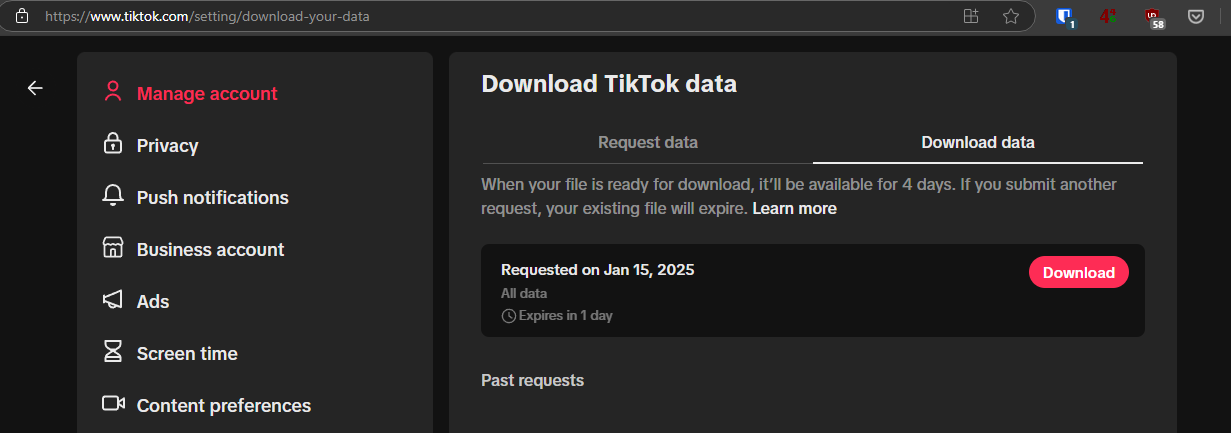 https://www.tiktok.com/setting/download-your-data
1
58
Manage account
Privacy
Push notifications
Business account
Ads
Screen time
Content preferences
Download TikTok data
Request data
Download data
When your file is ready for download, it'll be available for 4 days. If you submit another
request, your existing file will expire. Learn more
Requested on Jan 15, 2025
Download
All data
Expires in 1 day
Past requests